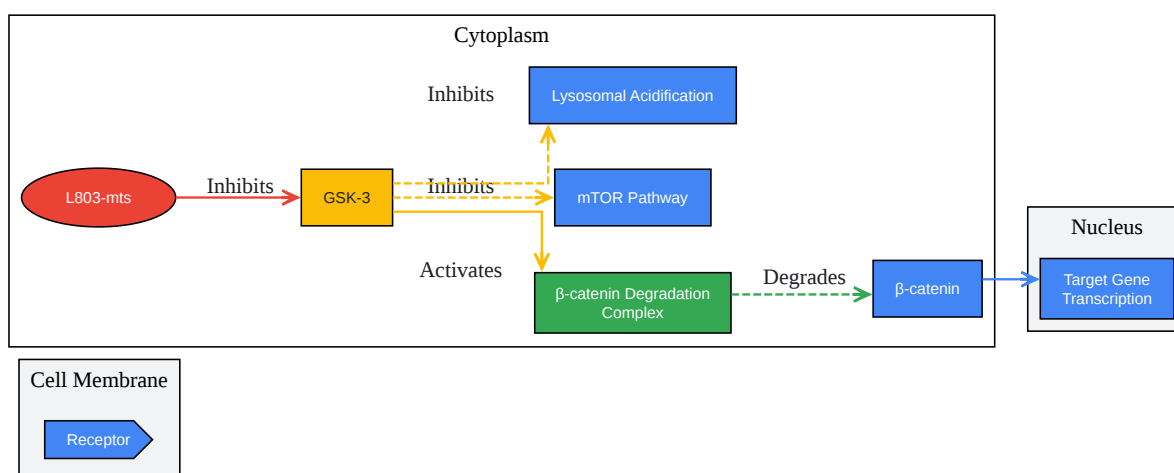 Cytoplasm
Inhibits
Lysosomal Acidification
L803-mts
Inhibits
GSK-3
Inhibits
mTOR Pathway
Activates
β-catenin Degradation
Complex
Degrades
β-catenin
Nucleus
Target Gene
Transcription
Cell Membrane
Receptor